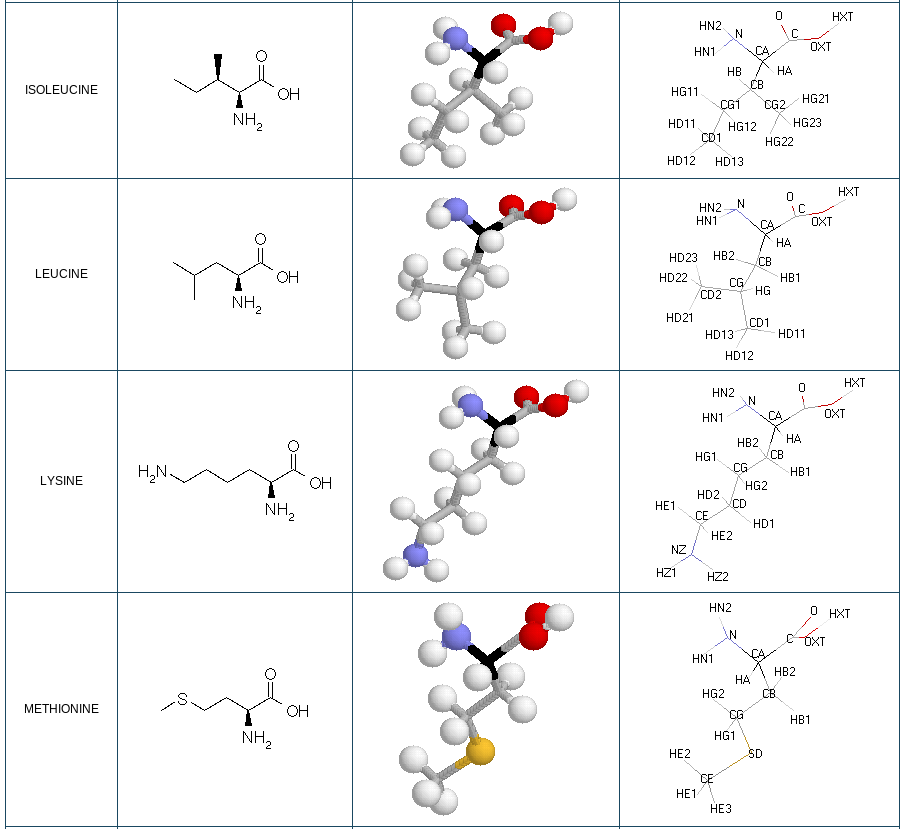 ISOLEUCINE
O
OH
NH2
O
HXT
HN2
N
C
OXT
HN1
CA
HA
HB
CB
HG11
CG1
CG2
HG21
HD11
HG12
HG23
CD1
HG22
HD12
HD13
LEUCINE
O
OH
NH2
O
HXT
HN2
N
C
HN1
OXT
CA
HA
HD23
HB2
CB
HD22
CG
HB1
CD2
HG
HD21
HD13
CD1
HD11
HD12
LYSINE
H2N
O
OH
NH2
HXT
HN2
O
N
HN1
CA
OXT
HB2
HA
HG1
CB
CG
HB1
HG2
HD2
HE1
CD
CE
HD1
HE2
NZ
HZ1
HZ2
METHIONINE
S
O
OH
NH2
HN2
O
HXT
N
C
OXT
HN1
CA
HA
HB2
HG2
CB
CG
HB1
HG1
HE2
SD
CE
HE1
HE3